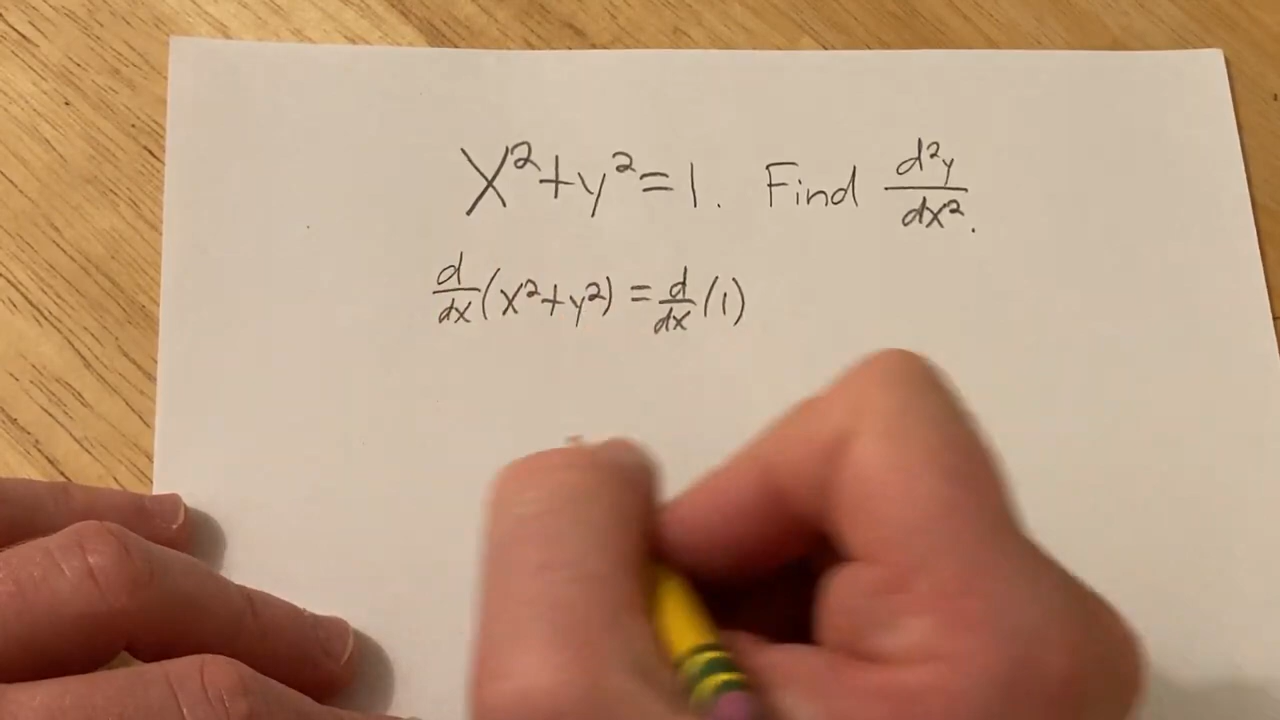 x²+y²=1. Find d²y/dx².
d/dx(x²+y²) = d/dx(1)